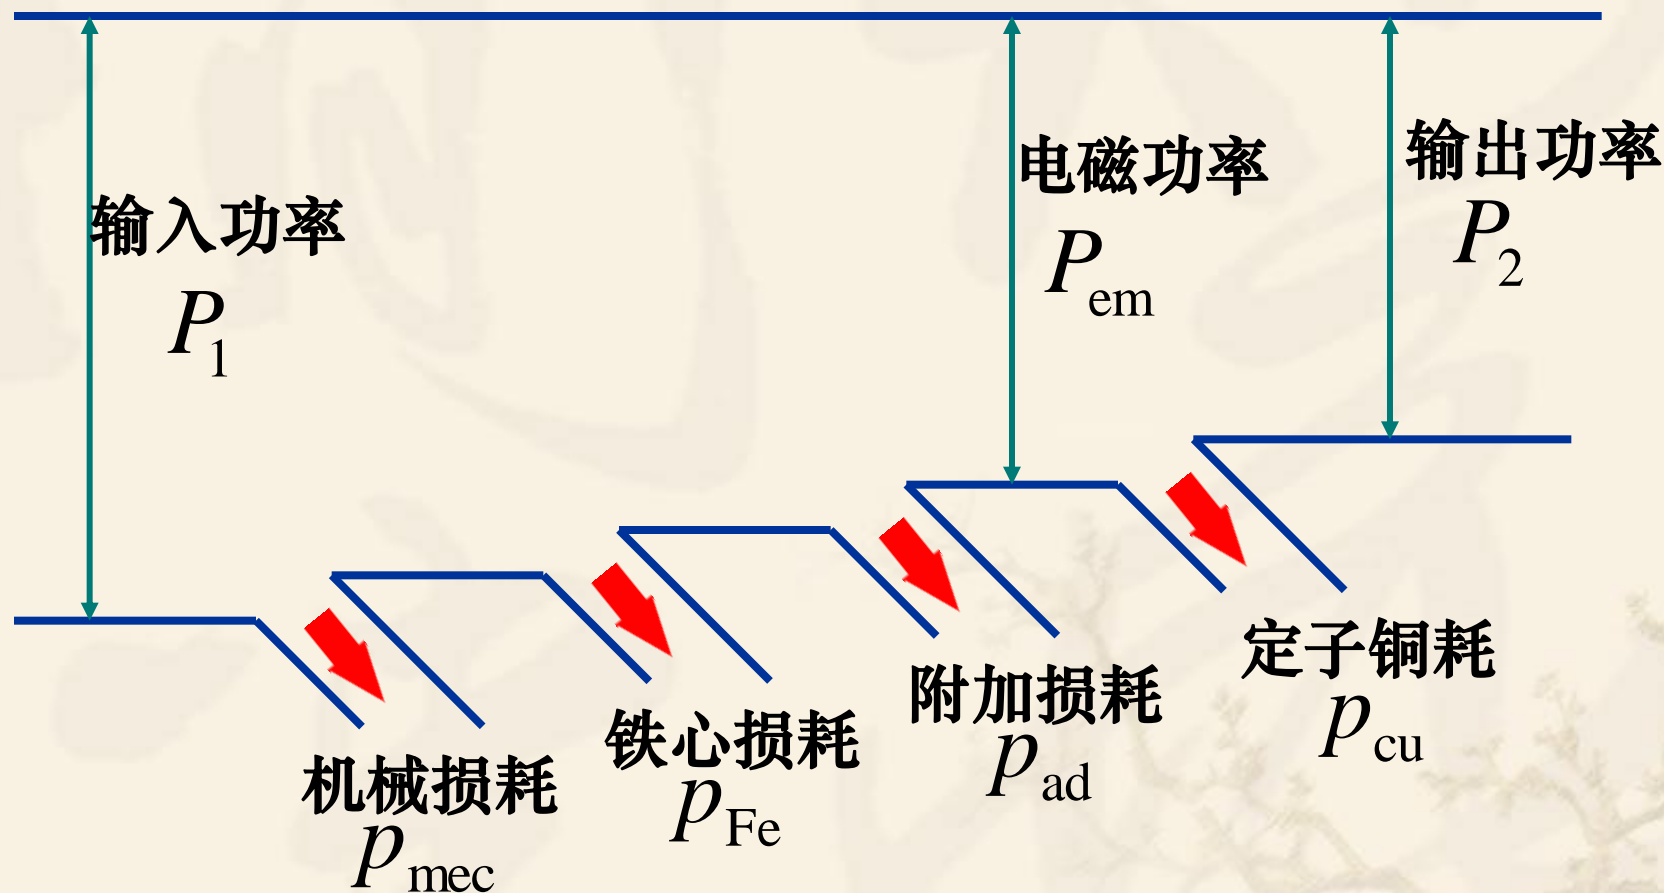 输入功率
P1
电磁功率
Pem
输出功率
P2
机械损耗
pmec
铁心损耗
pFe
附加损耗
pad
定子铜耗
pcu